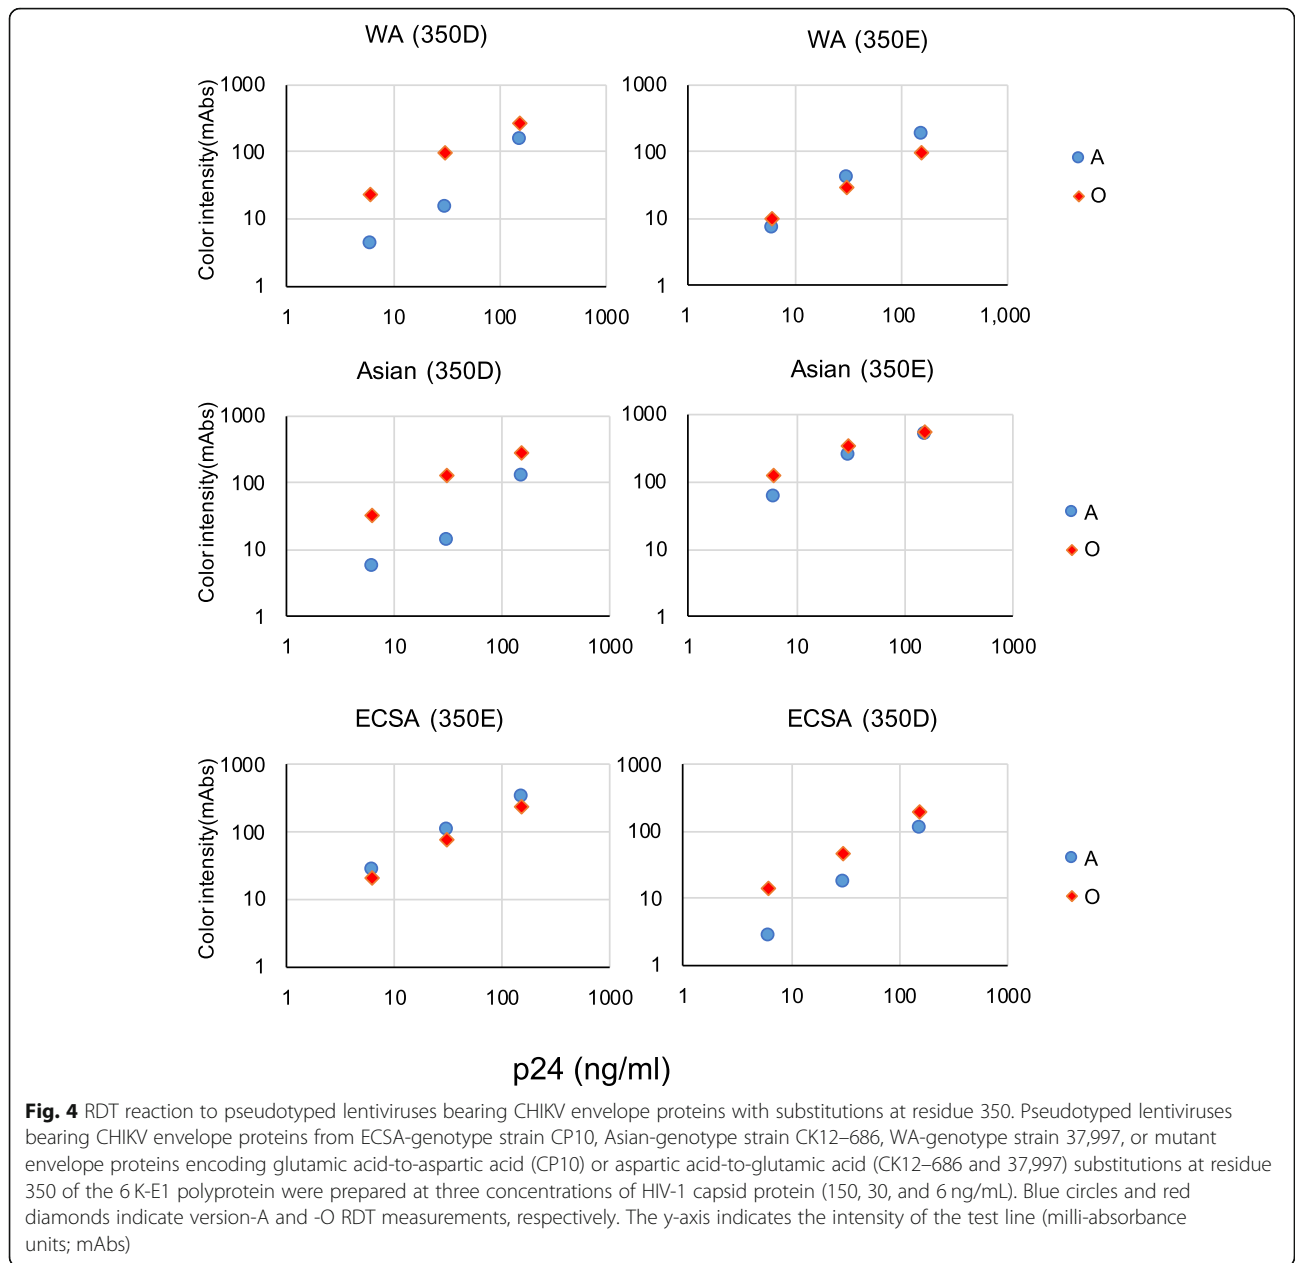 WA (350D)
WA (350E)
Color intensity(mAbs)
1000
100
10
1
1 10 100 1000
1000
100
10
1
1 10 100 1,000
A
O
Asian (350D)
Asian (350E)
Color intensity(mAbs)
1000
100
10
1
1 10 100 1000
1000
100
10
1
1 10 100 1000
A
O
ECSA (350E)
ECSA (350D)
Color intensity(mAbs)
1000
100
10
1
1 10 100 1000
1000
100
10
1
1 10 100 1000
A
O
p24 (ng/ml)
Fig. 4 RDT reaction to pseudotyped lentiviruses bearing CHIKV envelope proteins with substitutions at residue 350. Pseudotyped lentiviruses
bearing CHIKV envelope proteins from ECSA-genotype strain CP10, Asian-genotype strain CK12–686, WA-genotype strain 37,997, or mutant
envelope proteins encoding glutamic acid-to-aspartic acid (CP10) or aspartic acid-to-glutamic acid (CK12–686 and 37,997) substitutions at residue
350 of the 6 K-E1 polyprotein were prepared at three concentrations of HIV-1 capsid protein (150, 30, and 6 ng/mL). Blue circles and red
diamonds indicate version-A and -O RDT measurements, respectively. The y-axis indicates the intensity of the test line (milli-absorbance
units; mAbs)